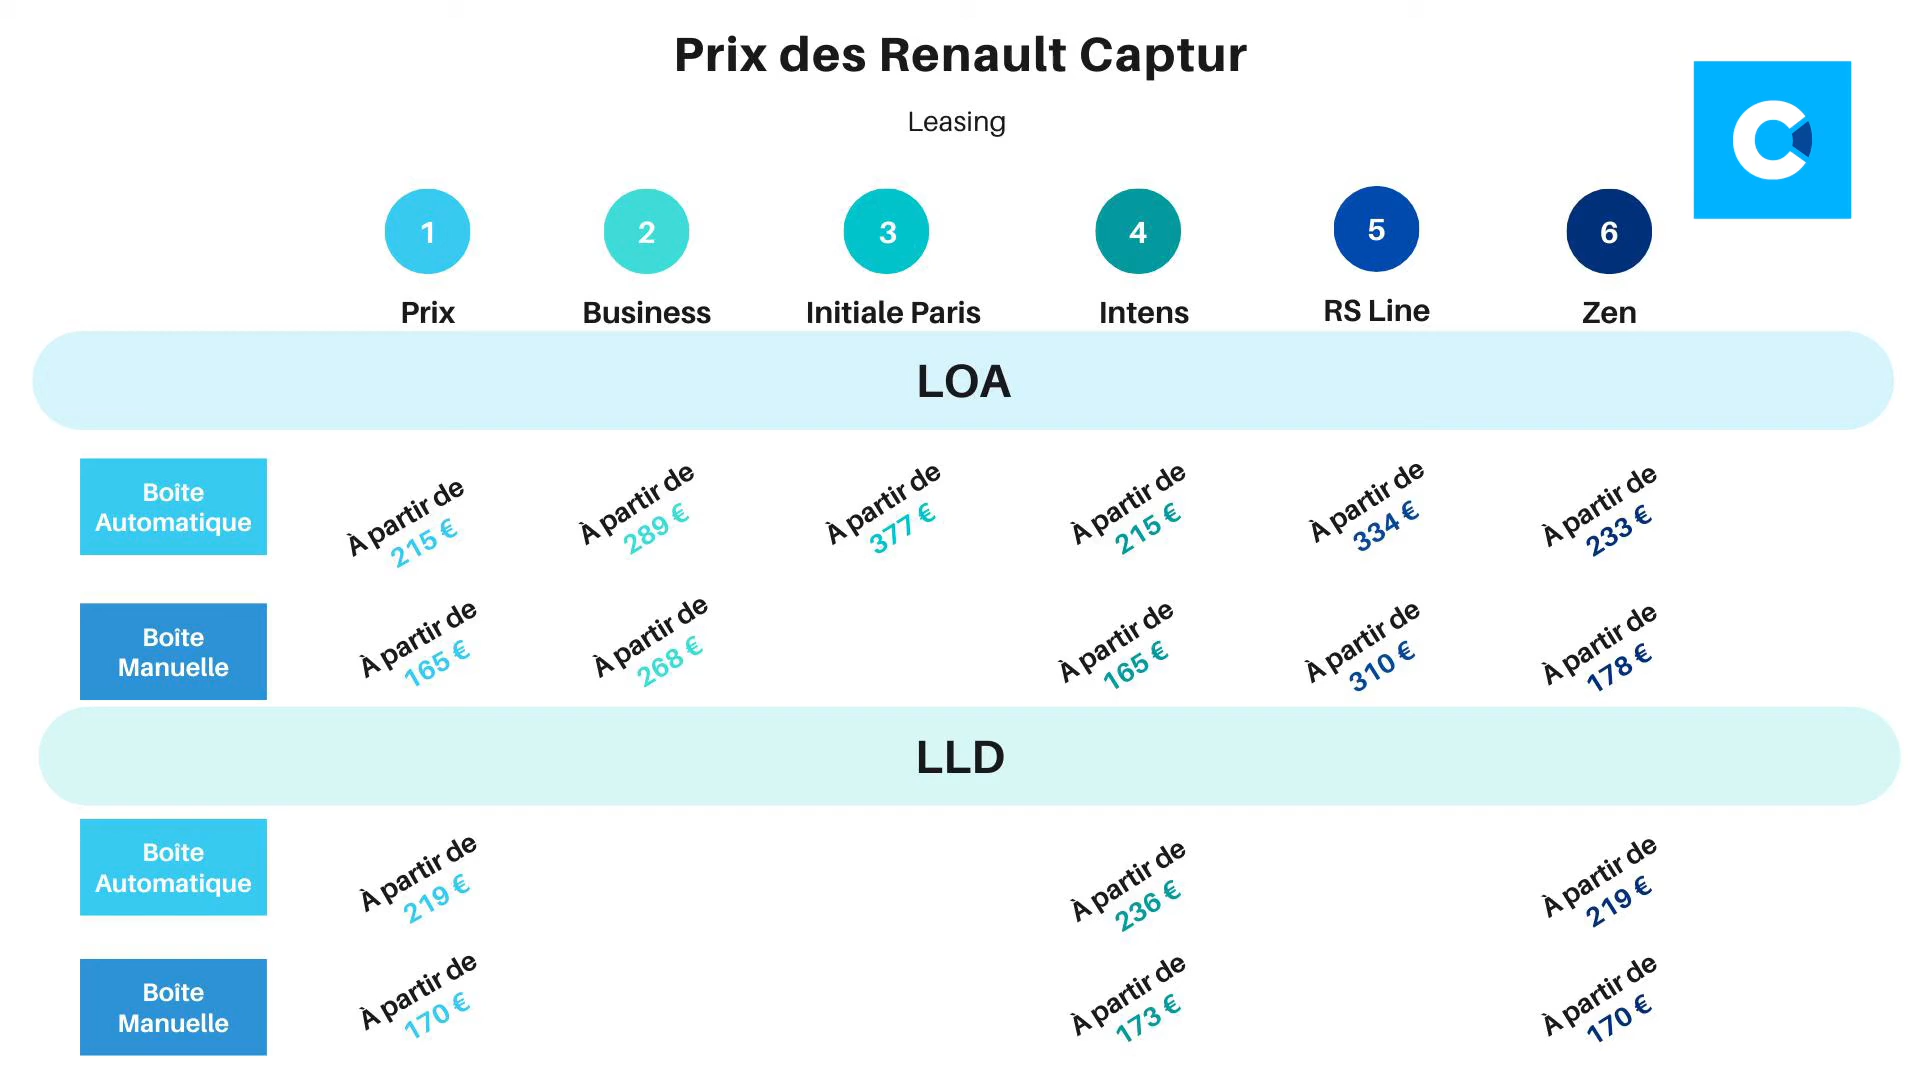 Prix des Renault Captur
Leasing
1
2
3
4
5
6
Prix
Business
Initiale Paris
Intens
RS Line
Zen
LOA
Boîte
Automatique
À partir de
215 €
À partir de
289 €
À partir de
377 €
À partir de
215 €
À partir de
334 €
À partir de
233 €
Boîte
Manuelle
À partir de
165 €
À partir de
268 €
À partir de
165 €
À partir de
310 €
À partir de
178 €
LLD
Boîte
Automatique
À partir de
219 €
À partir de
236 €
À partir de
219 €
Boîte
Manuelle
À partir de
170 €
À partir de
173 €
À partir de
170 €